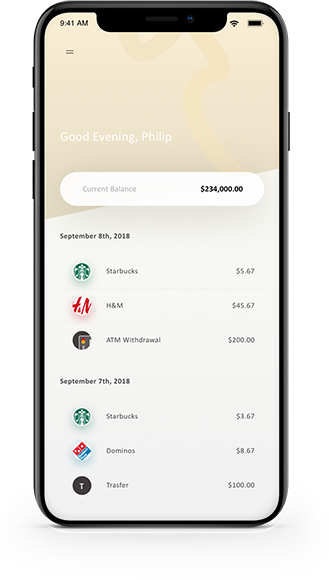 9:41 AM
Good Evening, Philip
Current Balance $234,000.00
September 8th, 2018
Starbucks $5.67
H&M
H&M $45.67
ATM Withdrawal $200.00
September 7th, 2018
Starbucks $3.67
Dominos $8.67
T Trasfer $100.00